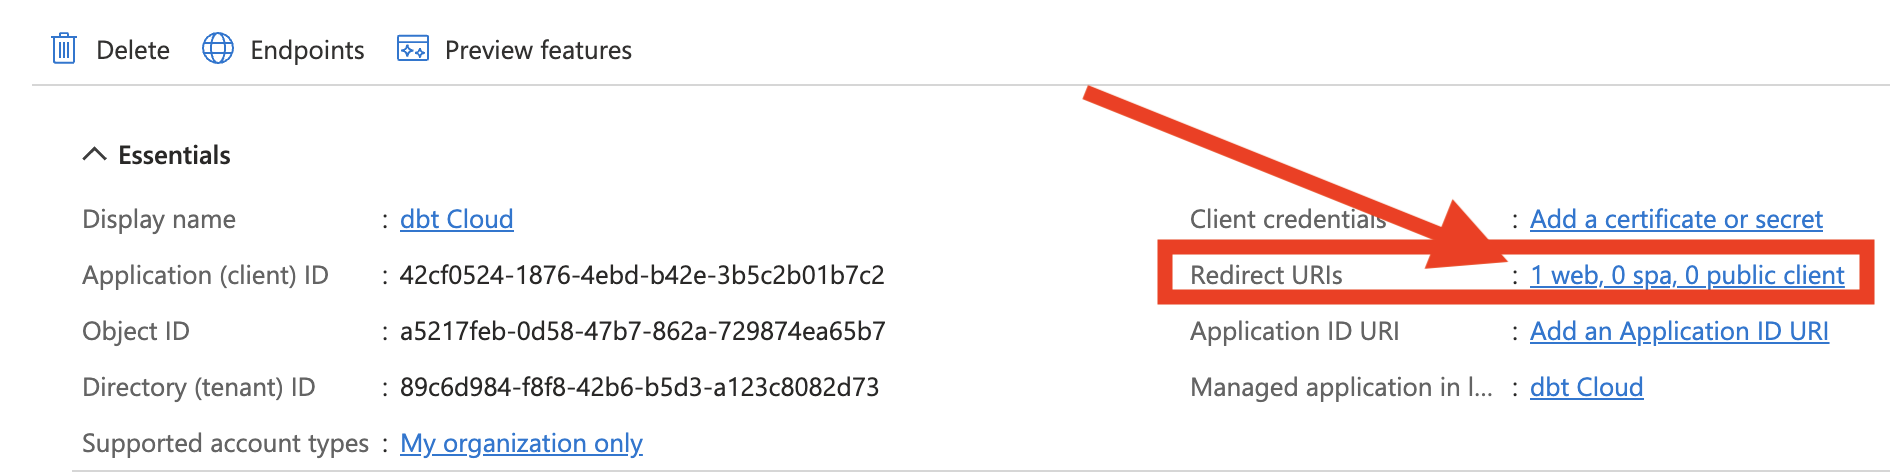 Delete Endpoints Preview features
Essentials
Display name : dbt Cloud
Application (client) ID : 42cf0524-1876-4ebd-b42e-3b5c2b01b7c2
Object ID : a5217feb-0d58-47b7-862a-729874ea65b7
Directory (tenant) ID : 89c6d984-f8f8-42b6-b5d3-a123c8082d73
Supported account types : My organization only
Client credentials : Add a certificate or secret
Redirect URIs : 1 web, 0 spa, 0 public client
Application ID URI : Add an Application ID URI
Managed application in l... : dbt Cloud